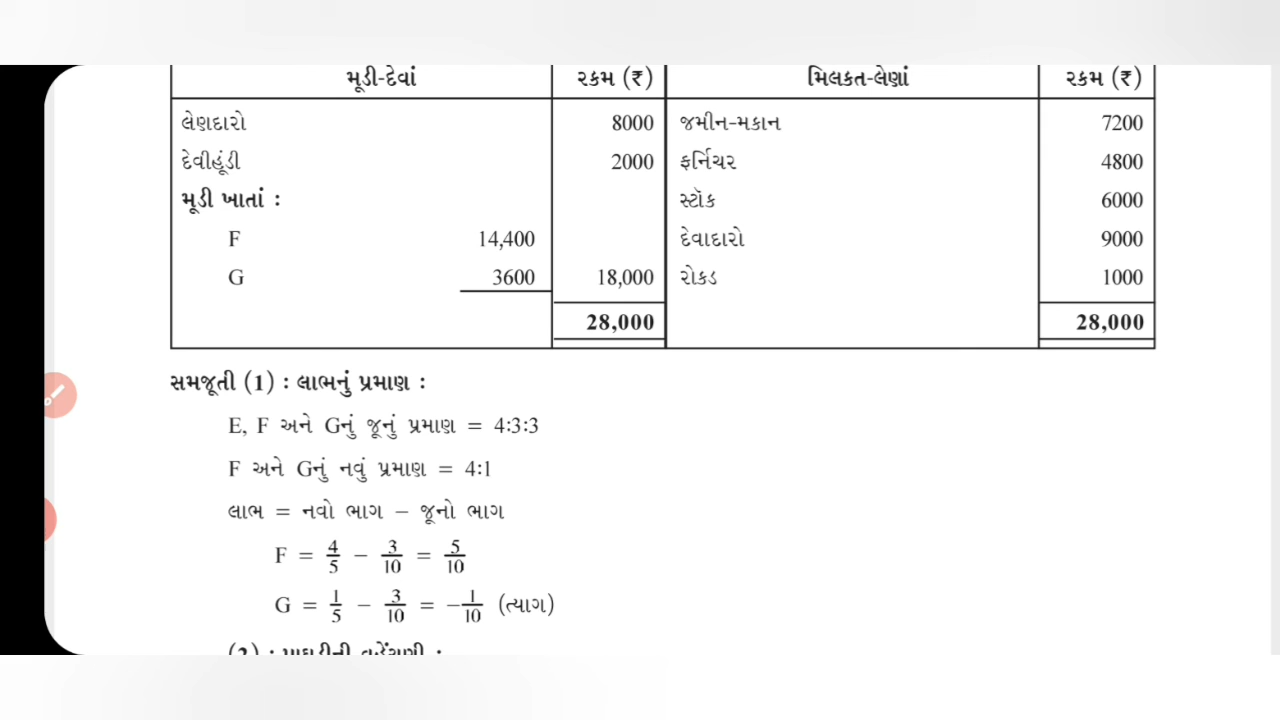 મૂડી-દેવાં રકમ (₹) મિલકત-લેણાં રકમ (₹)
લેણદારો 8000 જમીન-મકાન 7200
દેવીહૂંડી 2000 ફર્નિચર 4800
મૂડી ખાતાં : સ્ટૉક 6000
F 14,400 દેવાદારો 9000
G 3600 18,000 રોકડ 1000
28,000 28,000
સમજૂતી (1) : લાભનું પ્રમાણ :
E, F અને Gનું જૂનું પ્રમાણ = 4:3:3
F અને Gનું નવું પ્રમાણ = 4:1
લાભ = નવો ભાગ – જૂનો ભાગ
F = 4/5 – 3/10 = 5/10
G = 1/5 – 3/10 = –1/10 (ત્યાગ)